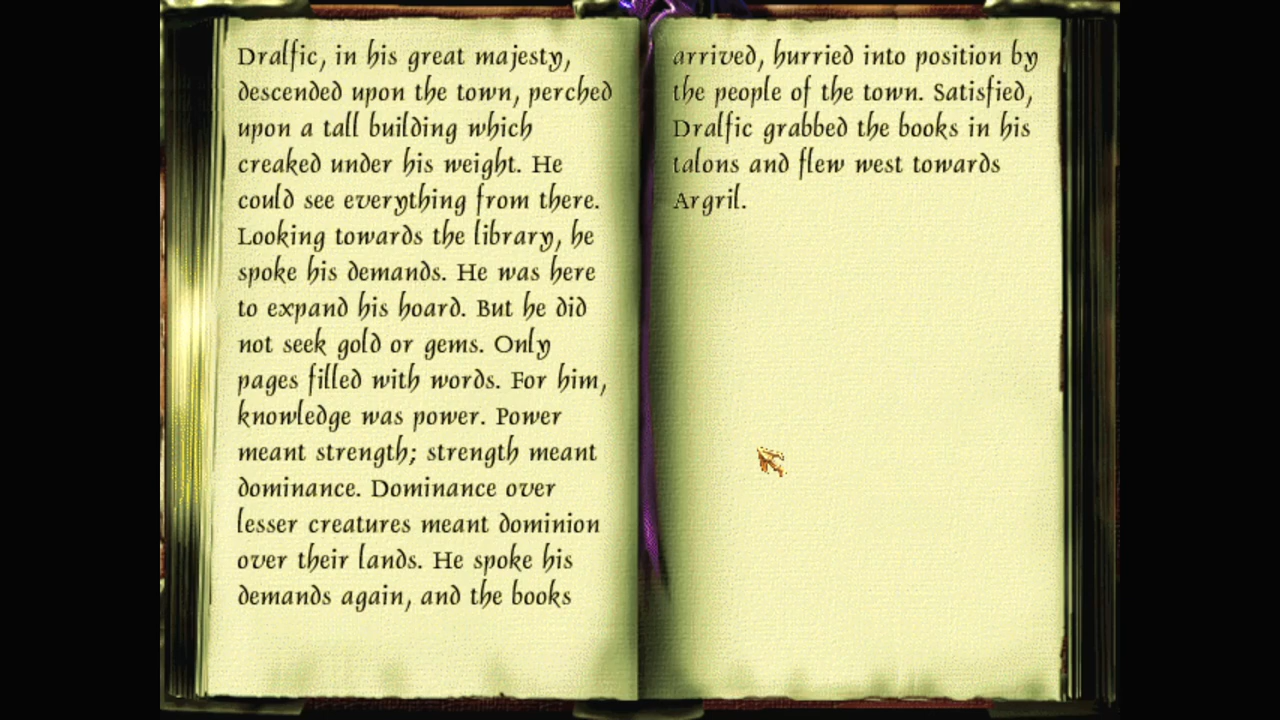 Dralfic, in his great majesty,
descended upon the town, perched
upon a tall building which
creaked under his weight. He
could see everything from there.
Looking towards the library, he
spoke his demands. He was here
to expand his hoard. But he did
not seek gold or gems. Only
pages filled with words. For him,
knowledge was power. Power
meant strength; strength meant
dominance. Dominance over
lesser creatures meant dominion
over their lands. He spoke his
demands again, and the books
arrived, hurried into position by
the people of the town. Satisfied,
Dralfic grabbed the books in his
talons and flew west towards
Argril.